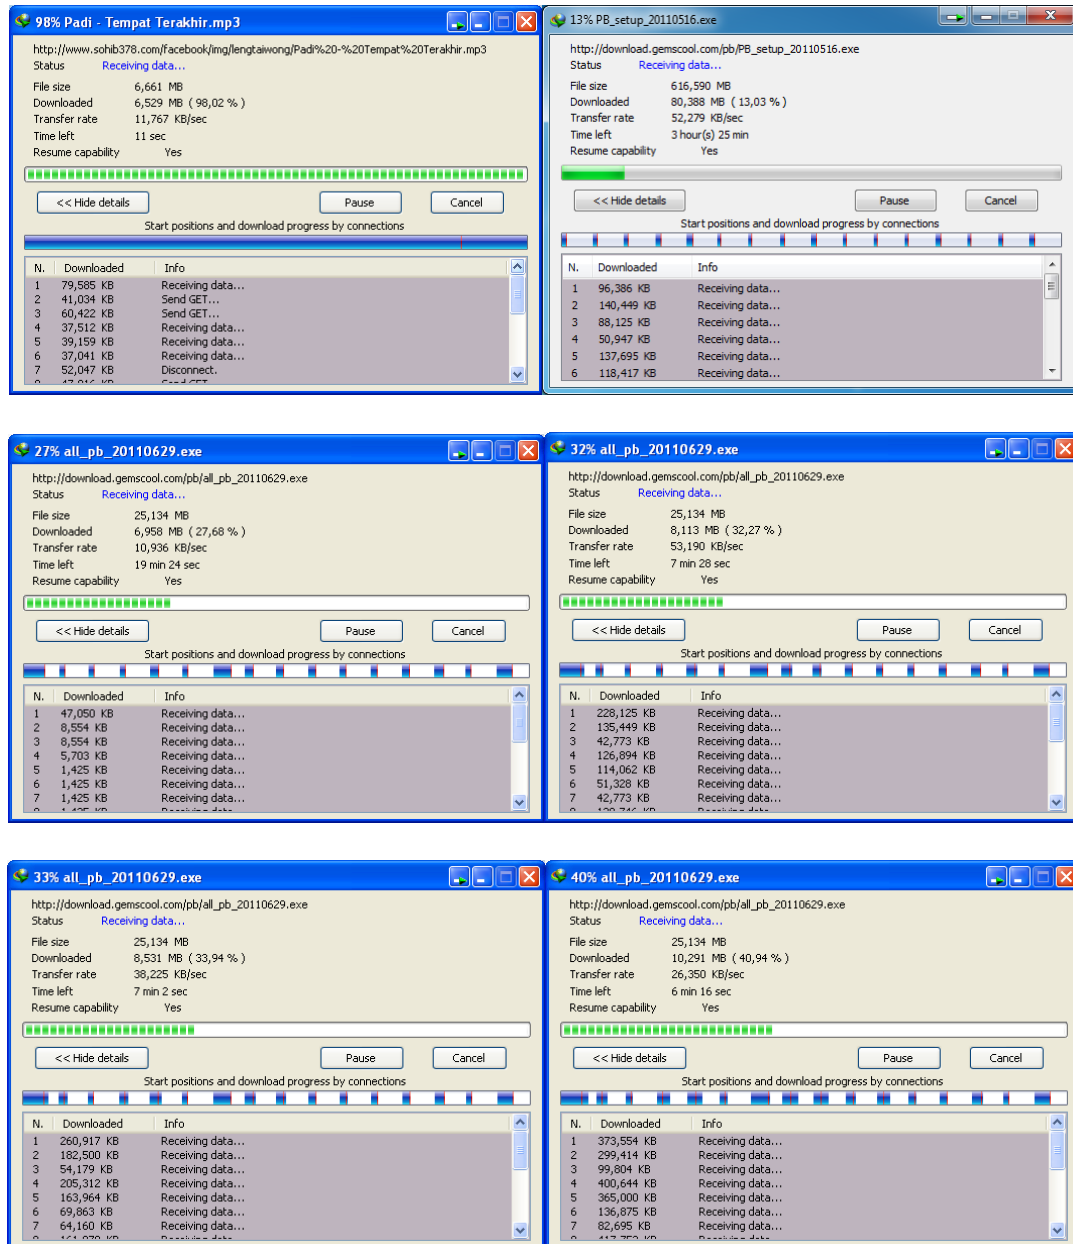 98% Padi - Tempat Terakhir.mp3
http://www.sohib378.com/facebook/img/lengtaiwong/Padi%20-%20Tempat%20Terakhir.mp3
Status Receiving data...
File size 6,661 MB
Downloaded 6,529 MB ( 98,02 % )
Transfer rate 11,767 KB/sec
Time left 11 sec
Resume capability Yes
<< Hide details Pause Cancel
Start positions and download progress by connections
N. Downloaded Info
1 79,585 KB Receiving data...
2 41,034 KB Send GET...
3 60,422 KB Send GET...
4 37,512 KB Receiving data...
5 39,159 KB Receiving data...
6 37,041 KB Receiving data...
7 52,047 KB Disconnect.
13% PB_setup_20110516.exe
http://download.gemscool.com/pb/PB_setup_20110516.exe
Status Receiving data...
File size 616,590 MB
Downloaded 80,388 MB ( 13,03 % )
Transfer rate 52,279 KB/sec
Time left 3 hour(s) 25 min
Resume capability Yes
<< Hide details Pause Cancel
Start positions and download progress by connections
N. Downloaded Info
1 96,386 KB Receiving data...
2 140,449 KB Receiving data...
3 88,125 KB Receiving data...
4 50,947 KB Receiving data...
5 137,695 KB Receiving data...
6 118,417 KB Receiving data...
27% all_pb_20110629.exe
http://download.gemscool.com/pb/all_pb_20110629.exe
Status Receiving data...
File size 25,134 MB
Downloaded 6,958 MB ( 27,68 % )
Transfer rate 10,936 KB/sec
Time left 19 min 24 sec
Resume capability Yes
<< Hide details Pause Cancel
Start positions and download progress by connections
N. Downloaded Info
1 47,050 KB Receiving data...
2 8,554 KB Receiving data...
3 8,554 KB Receiving data...
4 5,703 KB Receiving data...
5 1,425 KB Receiving data...
6 1,425 KB Receiving data...
7 1,425 KB Receiving data...
32% all_pb_20110629.exe
http://download.gemscool.com/pb/all_pb_20110629.exe
Status Receiving data...
File size 25,134 MB
Downloaded 8,113 MB ( 32,27 % )
Transfer rate 53,190 KB/sec
Time left 7 min 28 sec
Resume capability Yes
<< Hide details Pause Cancel
Start positions and download progress by connections
N. Downloaded Info
1 228,125 KB Receiving data...
2 135,449 KB Receiving data...
3 42,773 KB Receiving data...
4 126,894 KB Receiving data...
5 114,062 KB Receiving data...
6 51,328 KB Receiving data...
7 42,773 KB Receiving data...
33% all_pb_20110629.exe
http://download.gemscool.com/pb/all_pb_20110629.exe
Status Receiving data...
File size 25,134 MB
Downloaded 8,531 MB ( 33,94 % )
Transfer rate 38,225 KB/sec
Time left 7 min 2 sec
Resume capability Yes
<< Hide details Pause Cancel
Start positions and download progress by connections
N. Downloaded Info
1 260,917 KB Receiving data...
2 182,500 KB Receiving data...
3 54,179 KB Receiving data...
4 205,312 KB Receiving data...
5 163,964 KB Receiving data...
6 69,863 KB Receiving data...
7 64,160 KB Receiving data...
40% all_pb_20110629.exe
http://download.gemscool.com/pb/all_pb_20110629.exe
Status Receiving data...
File size 25,134 MB
Downloaded 10,291 MB ( 40,94 % )
Transfer rate 26,350 KB/sec
Time left 6 min 16 sec
Resume capability Yes
<< Hide details Pause Cancel
Start positions and download progress by connections
N. Downloaded Info
1 373,554 KB Receiving data...
2 299,414 KB Receiving data...
3 99,804 KB Receiving data...
4 400,644 KB Receiving data...
5 365,000 KB Receiving data...
6 136,875 KB Receiving data...
7 82,695 KB Receiving data...